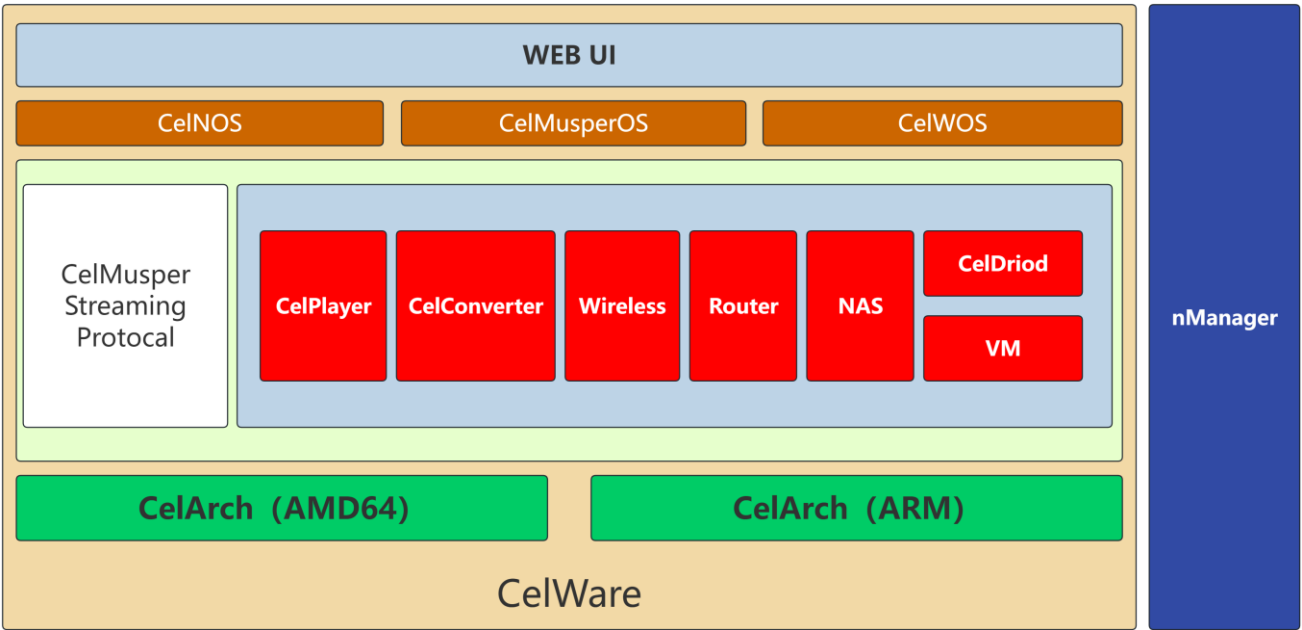 WEB UI
CelNOS
CelMusperOS
CelWOS
CelMusper
Streaming
Protocal
CelPlayer
CelConverter
Wireless
Router
NAS
CelDriod
VM
nManager
CelArch（AMD64）
CelArch（ARM）
CelWare